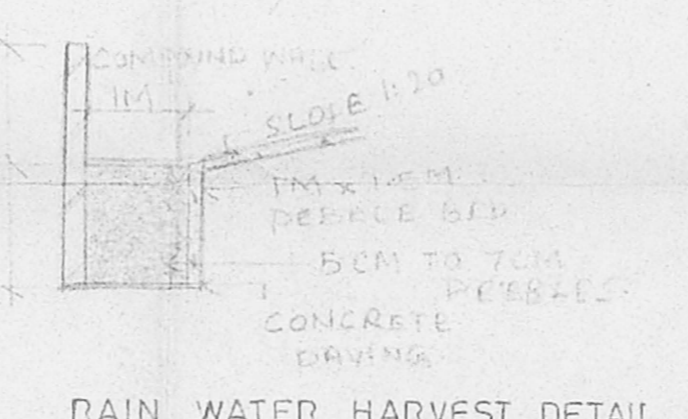 COMPOUND WALL
1M
SLOPE 1:20
1M x 1.5M
PEBBLE BED
5CM TO 7CM
PEBBLES
CONCRETE
PAVING
RAIN WATER HARVEST DETAIL